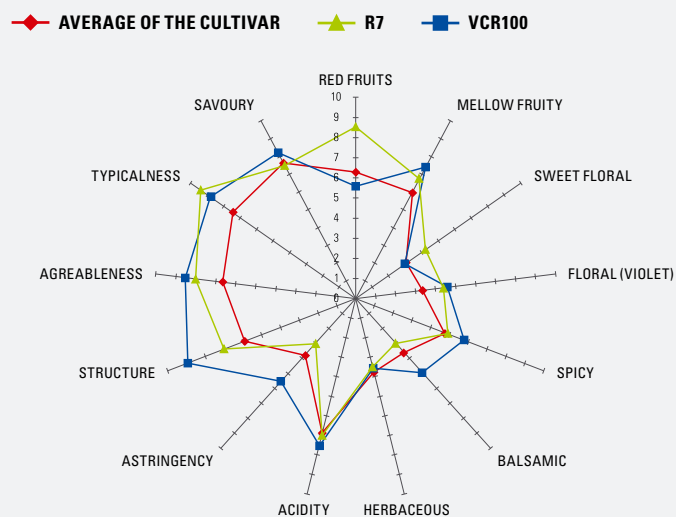 AVERAGE OF THE CULTIVAR R7 VCR100
RED FRUITS
SAVOURY
MELLOW FRUITY
TYPICALNESS
SWEET FLORAL
AGREABLENESS
FLORAL (VIOLET)
STRUCTURE
SPICY
ASTRINGENCY
BALSAMIC
ACIDITY
HERBACEOUS
10
9
8
7
6
5
4
3
2
1
0